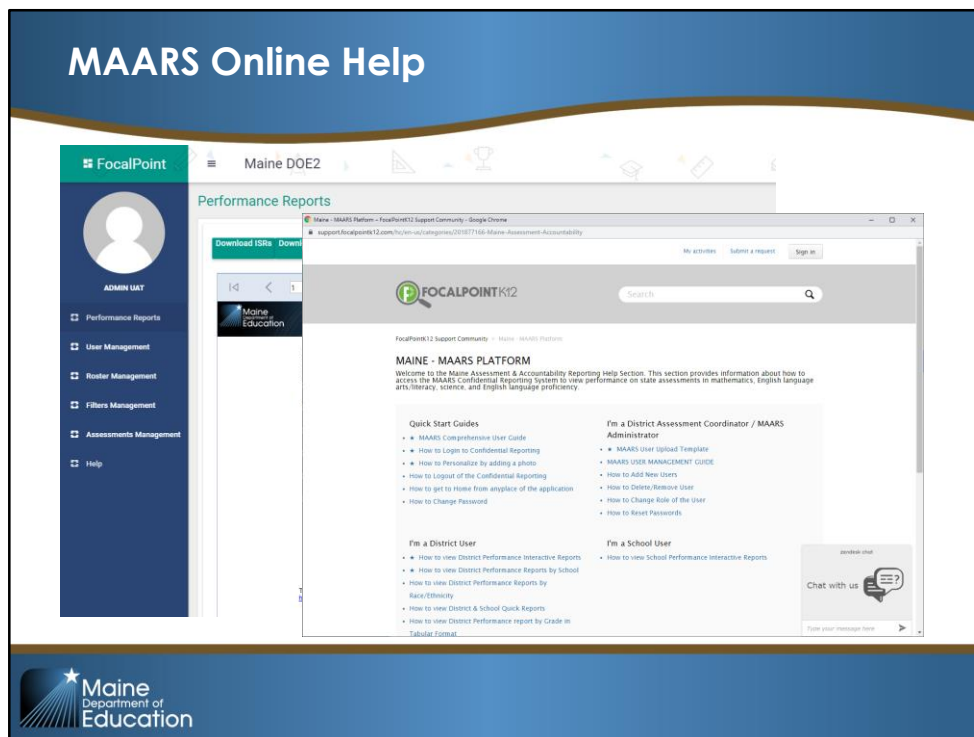 MAARS Online Help
FocalPoint
Maine DOE2
ADMIN UAT
Performance Reports
User Management
Roster Management
Filters Management
Assessments Management
Help
Performance Reports
Download ISRs
1
Maine
Department of
Education
Maine - MAARS Platform – FocalPointK12 Support Community - Google Chrome
support.focalpointk12.com/hc/en-us/categories/201877166-Maine-Assessment-Accountability
My activities Submit a request Sign in
FOCALPOINTK12
Search
FocalPointK12 Support Community > Maine - MAARS Platform
MAINE - MAARS PLATFORM
Welcome to the Maine Assessment & Accountability Reporting Help Section. This section provides information about how to
access the MAARS Confidential Reporting System to view performance on state assessments in mathematics, English language
arts/literacy, science, and English language proficiency.
Quick Start Guides
• ★ MAARS Comprehensive User Guide
• ★ How to Login to Confidential Reporting
• ★ How to Personalize by adding a photo
• How to Logout of the Confidential Reporting
• How to get to Home from anyplace of the application
• How to Change Password
I'm a District Assessment Coordinator / MAARS
Administrator
• ★ MAARS User Upload Template
• MAARS USER MANAGEMENT GUIDE
• How to Add New Users
• How to Delete/Remove User
• How to Change Role of the User
• How to Reset Passwords
I'm a District User
• ★ How to view District Performance Interactive Reports
• ★ How to view District Performance Reports by School
• How to view District Performance Reports by
Race/Ethnicity
• How to view District & School Quick Reports
• How to view District Performance report by Grade in
Tabular Format
I'm a School User
• How to view School Performance Interactive Reports
zendesk chat
Chat with us
Type your message here
Maine
Department of
Education